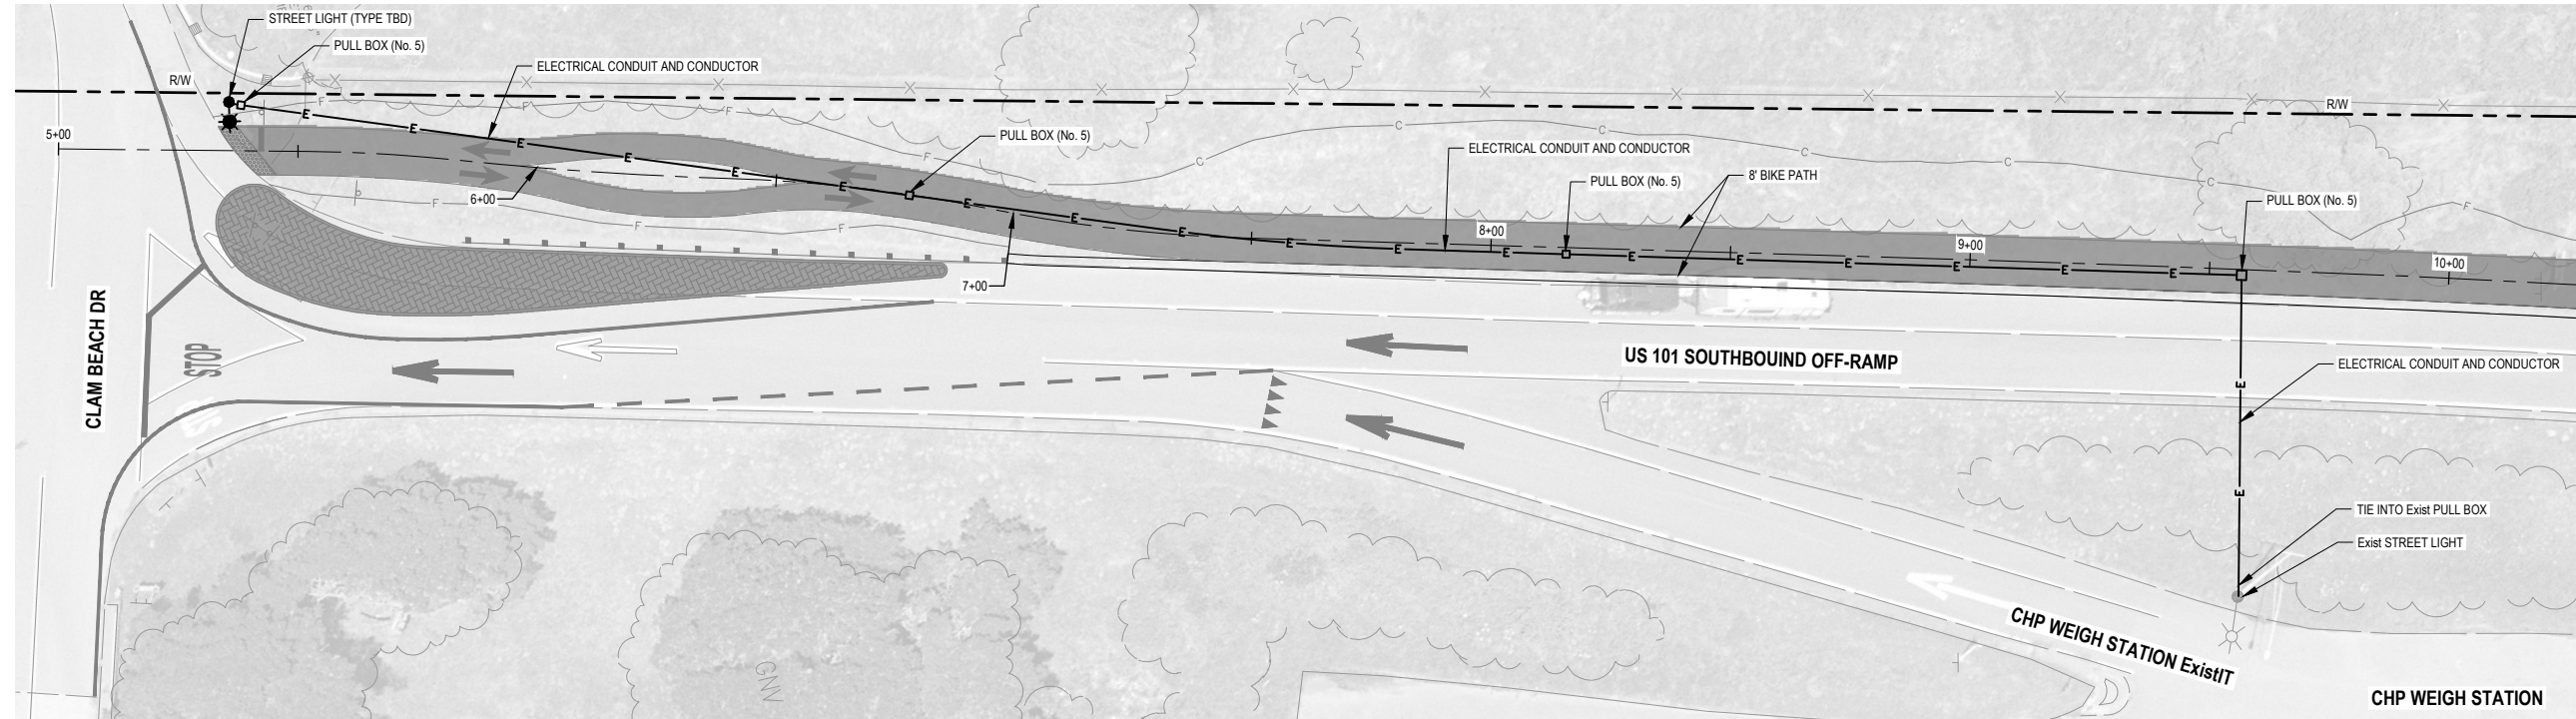 STREET LIGHT (TYPE TBD)
PULL BOX (No. 5)
ELECTRICAL CONDUIT AND CONDUCTOR
R/W
X X X X X X X X X X X X
R/W
F F F
E E E E E E E
5+00
PULL BOX (No. 5)
C C C C C
ELECTRICAL CONDUIT AND CONDUCTOR
F
8' BIKE PATH
PULL BOX (No. 5)
6+00
F F F
PULL BOX (No. 5)
F
E E E E E E E E E E E E
8+00
9+00
10+00
7+00
CLAM BEACH DR
STOP
US 101 SOUTHBOUND OFF-RAMP
ELECTRICAL CONDUIT AND CONDUCTOR
E
E
TIE INTO Exist PULL BOX
Exist STREET LIGHT
CHP WEIGH STATION ExistIT
GNV
CHP WEIGH STATION